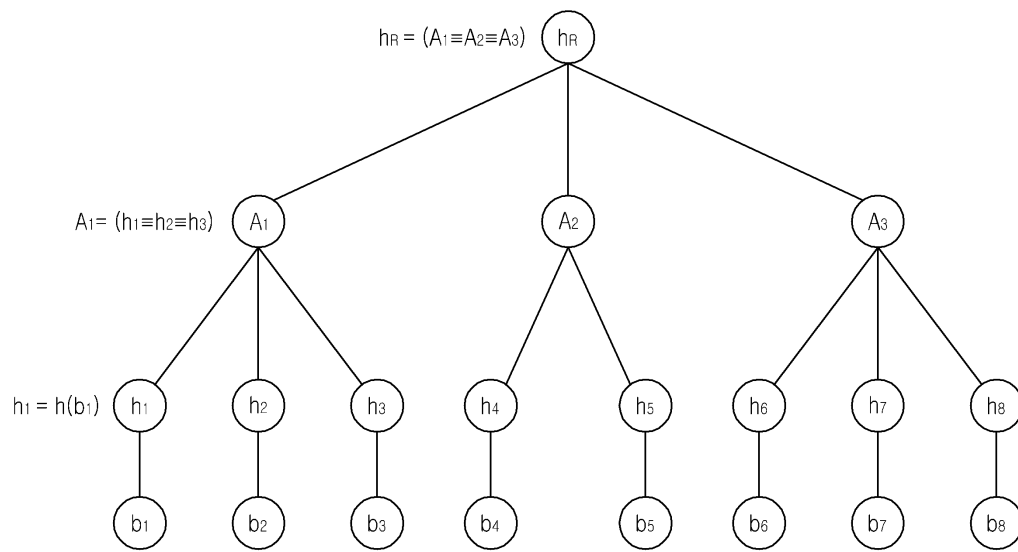 hR = (A1≡A2≡A3) hR
A1= (h1≡h2≡h3) A1 A2 A3
h1 = h(b1) h1 h2 h3 h4 h5 h6 h7 h8
b1 b2 b3 b4 b5 b6 b7 b8